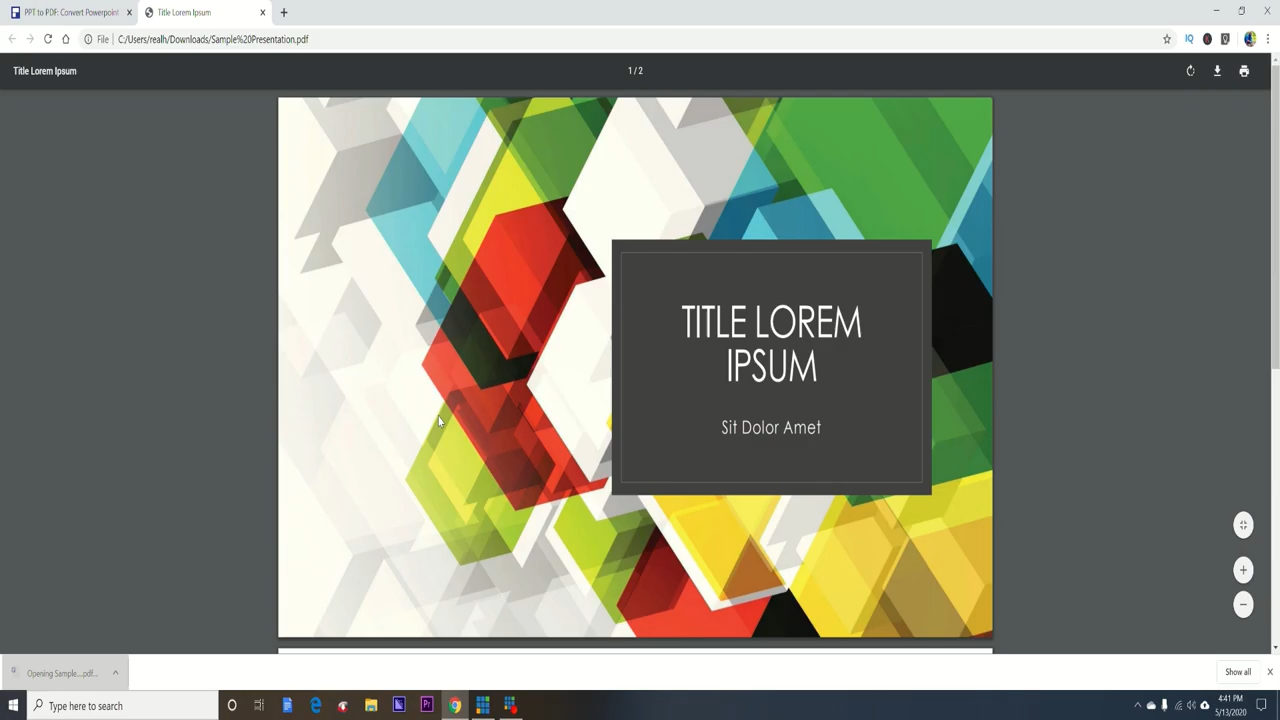 PPT to PDF: Convert Powerpoint
Title Lorem Ipsum
File
C:/Users/realh/Downloads/Sample%20Presentation.pdf
IQ
Title Lorem Ipsum
1 / 2
TITLE LOREM
IPSUM
Sit Dolor Amet
Opening Sample....pdf...
Show all
Type here to search
Pr
4:41 PM
5/13/2020